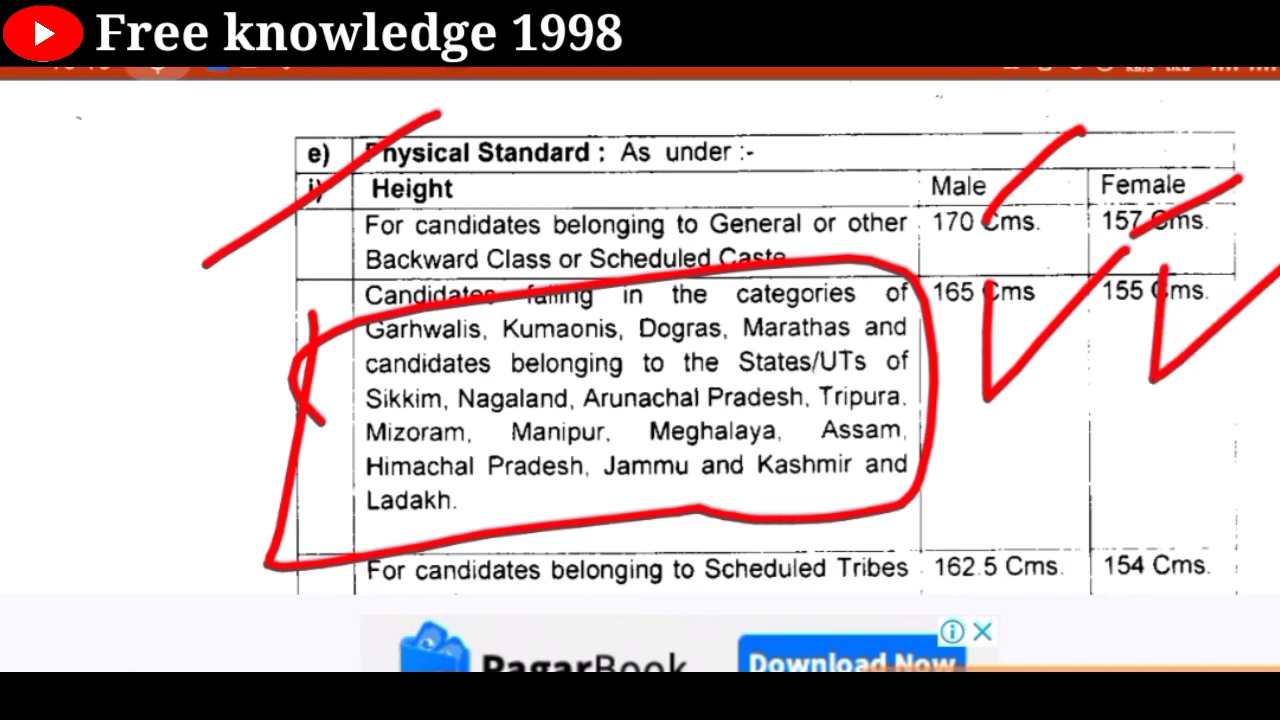 Free knowledge 1998
e) Physical Standard : As under :-
i) Height Male Female
For candidates belonging to General or other 170 Cms. 157 Cms.
Backward Class or Scheduled Caste
Candidates falling in the categories of 165 Cms 155 Cms.
Garhwalis, Kumaonis, Dogras, Marathas and
candidates belonging to the States/UTs of
Sikkim, Nagaland, Arunachal Pradesh, Tripura,
Mizoram, Manipur, Meghalaya, Assam,
Himachal Pradesh, Jammu and Kashmir and
Ladakh.
For candidates belonging to Scheduled Tribes 162.5 Cms. 154 Cms.
PagarBook Download Now